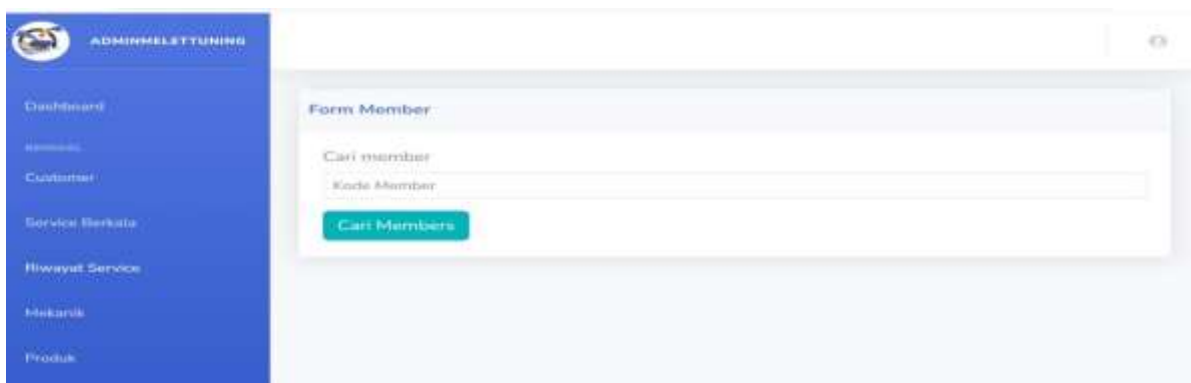 ADMINMELETTUNING
Dashboard
Customer
Service Berkala
Riwayat Service
Mekanik
Produk
Form Member
Cari member
Kode Member
Cari Members